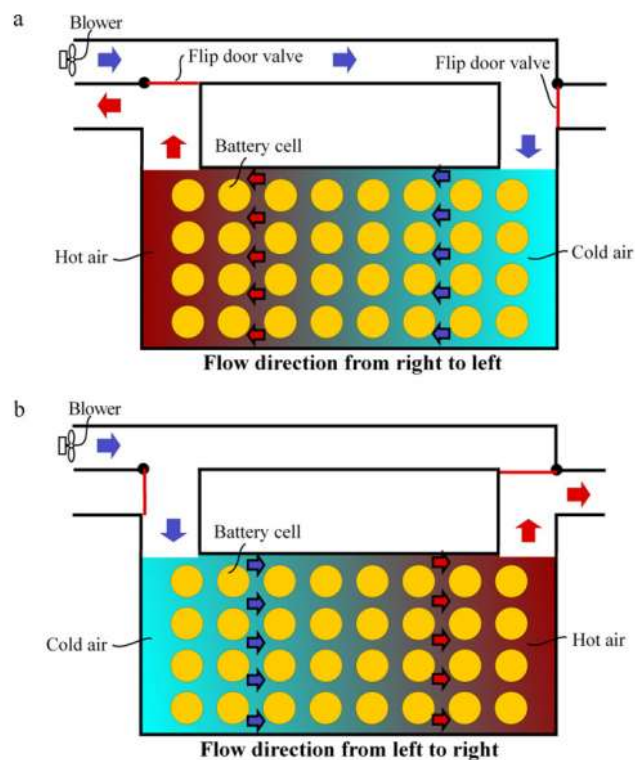 a
Blower
Flip door valve
Flip door valve
Battery cell
Hot air
Cold air
Flow direction from right to left
b
Blower
Battery cell
Cold air
Hot air
Flow direction from left to right